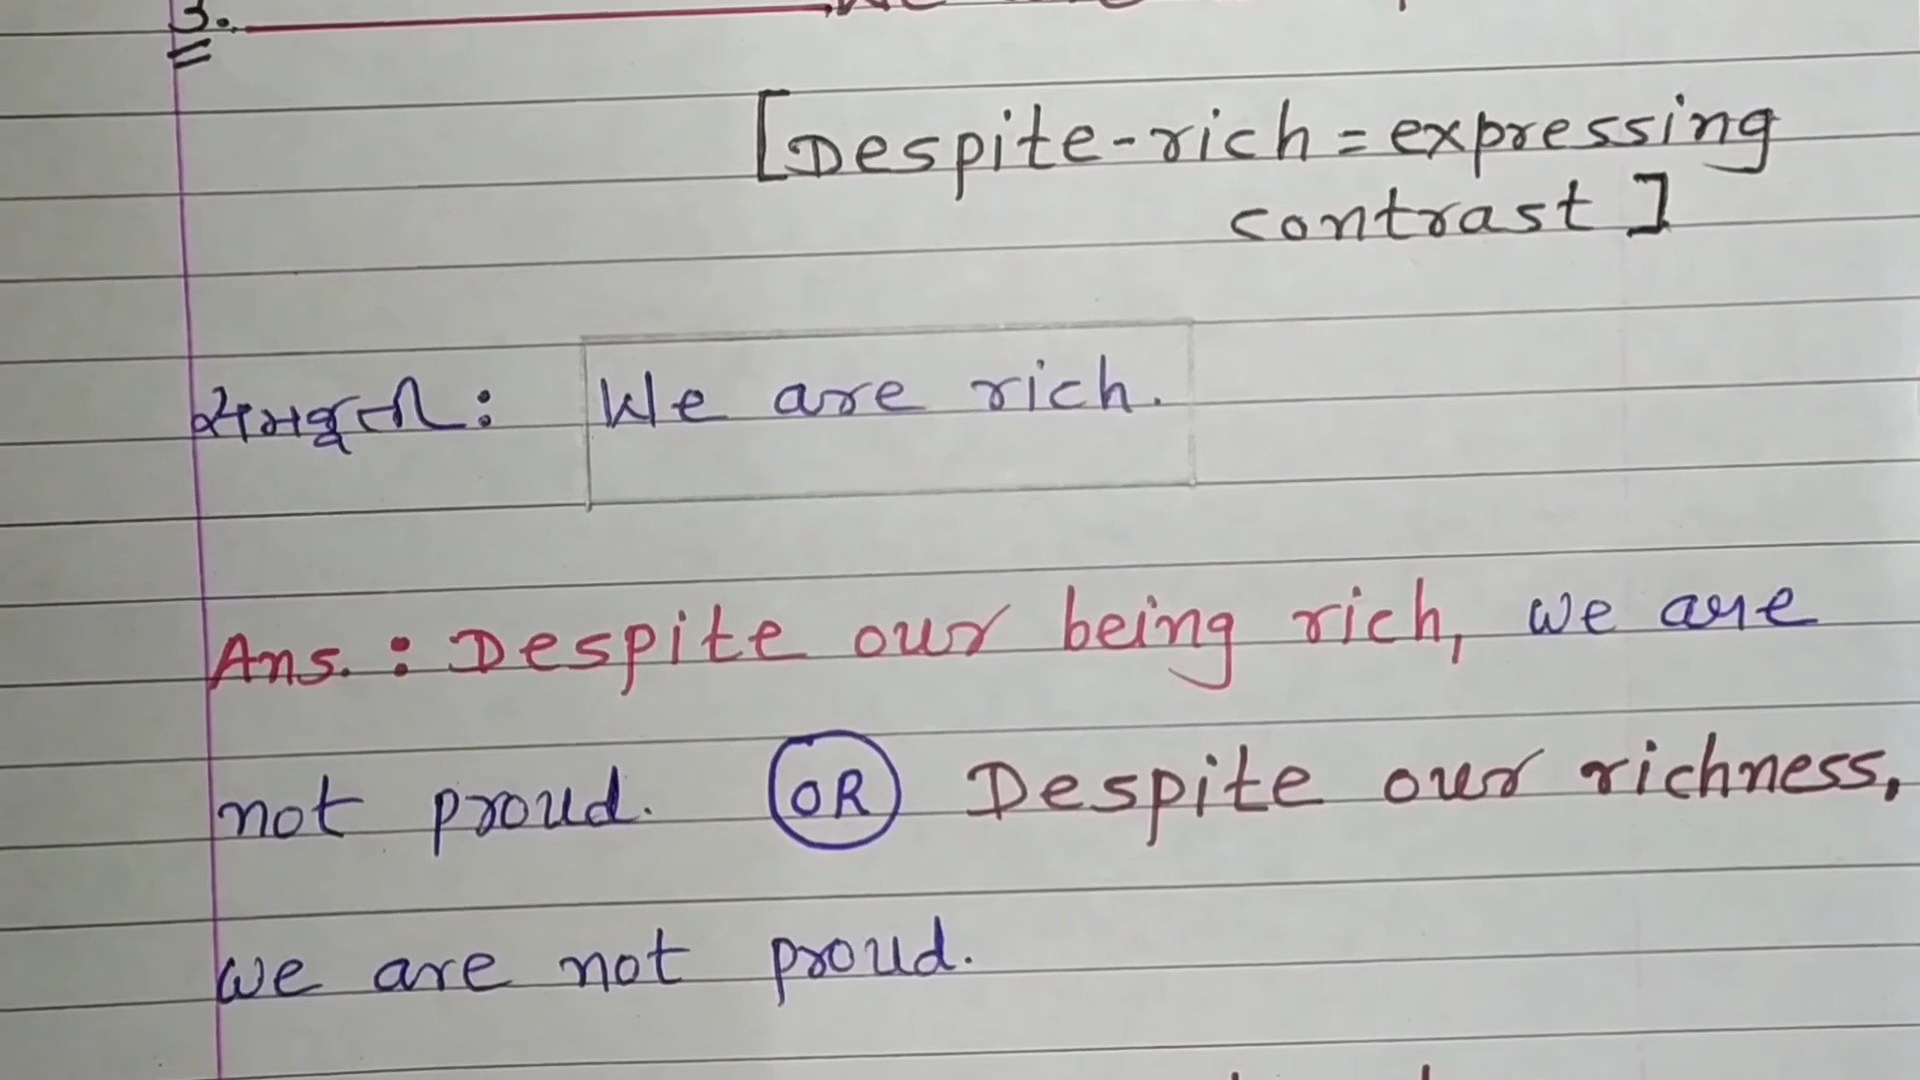 3.
[Despite-rich = expressing
contrast]
સમજૂતી: We are rich.
Ans. : Despite our being rich, we are
not proud. OR Despite our richness,
we are not proud.